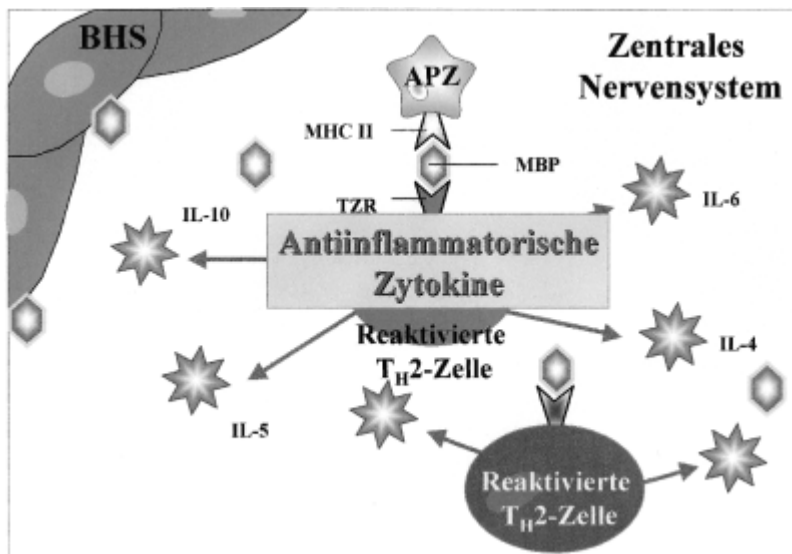 BHS
Zentrales
Nervensystem
APZ
MHC II
MBP
TZR
IL-10
IL-6
Antiinflammatorische
Zytokine
Reaktivierte
TH2-Zelle
IL-4
IL-5
Reaktivierte
TH2-Zelle